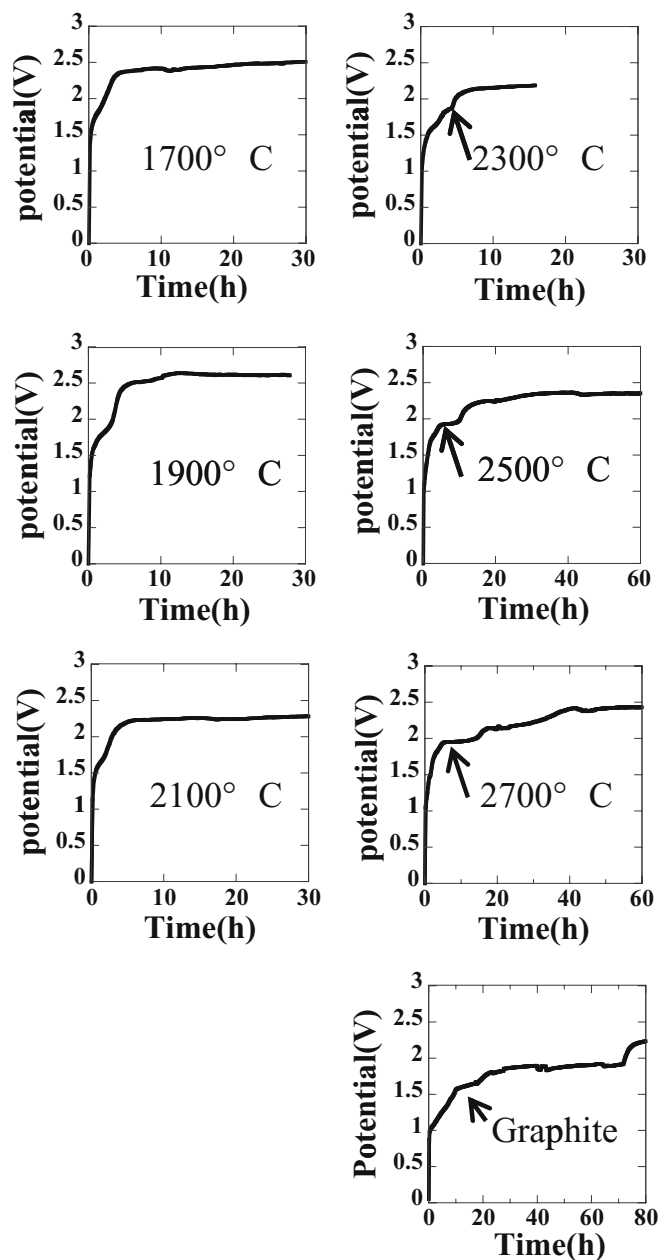 3
2.5
2
1.5
1
0.5
0
potential(V)
1700° C
0 10 20 30
Time(h)
3
2.5
2
1.5
1
0.5
0
potential(V)
2300° C
0 10 20 30
Time(h)
3
2.5
2
1.5
1
0.5
0
potential(V)
1900° C
0 10 20 30
Time(h)
3
2.5
2
1.5
1
0.5
0
potential(V)
2500° C
0 20 40 60
Time(h)
3
2.5
2
1.5
1
0.5
0
potential(V)
2100° C
0 10 20 30
Time(h)
3
2.5
2
1.5
1
0.5
0
potential(V)
2700° C
0 20 40 60
Time(h)
3
2.5
2
1.5
1
0.5
0
Potential(V)
Graphite
0 20 40 60 80
Time(h)